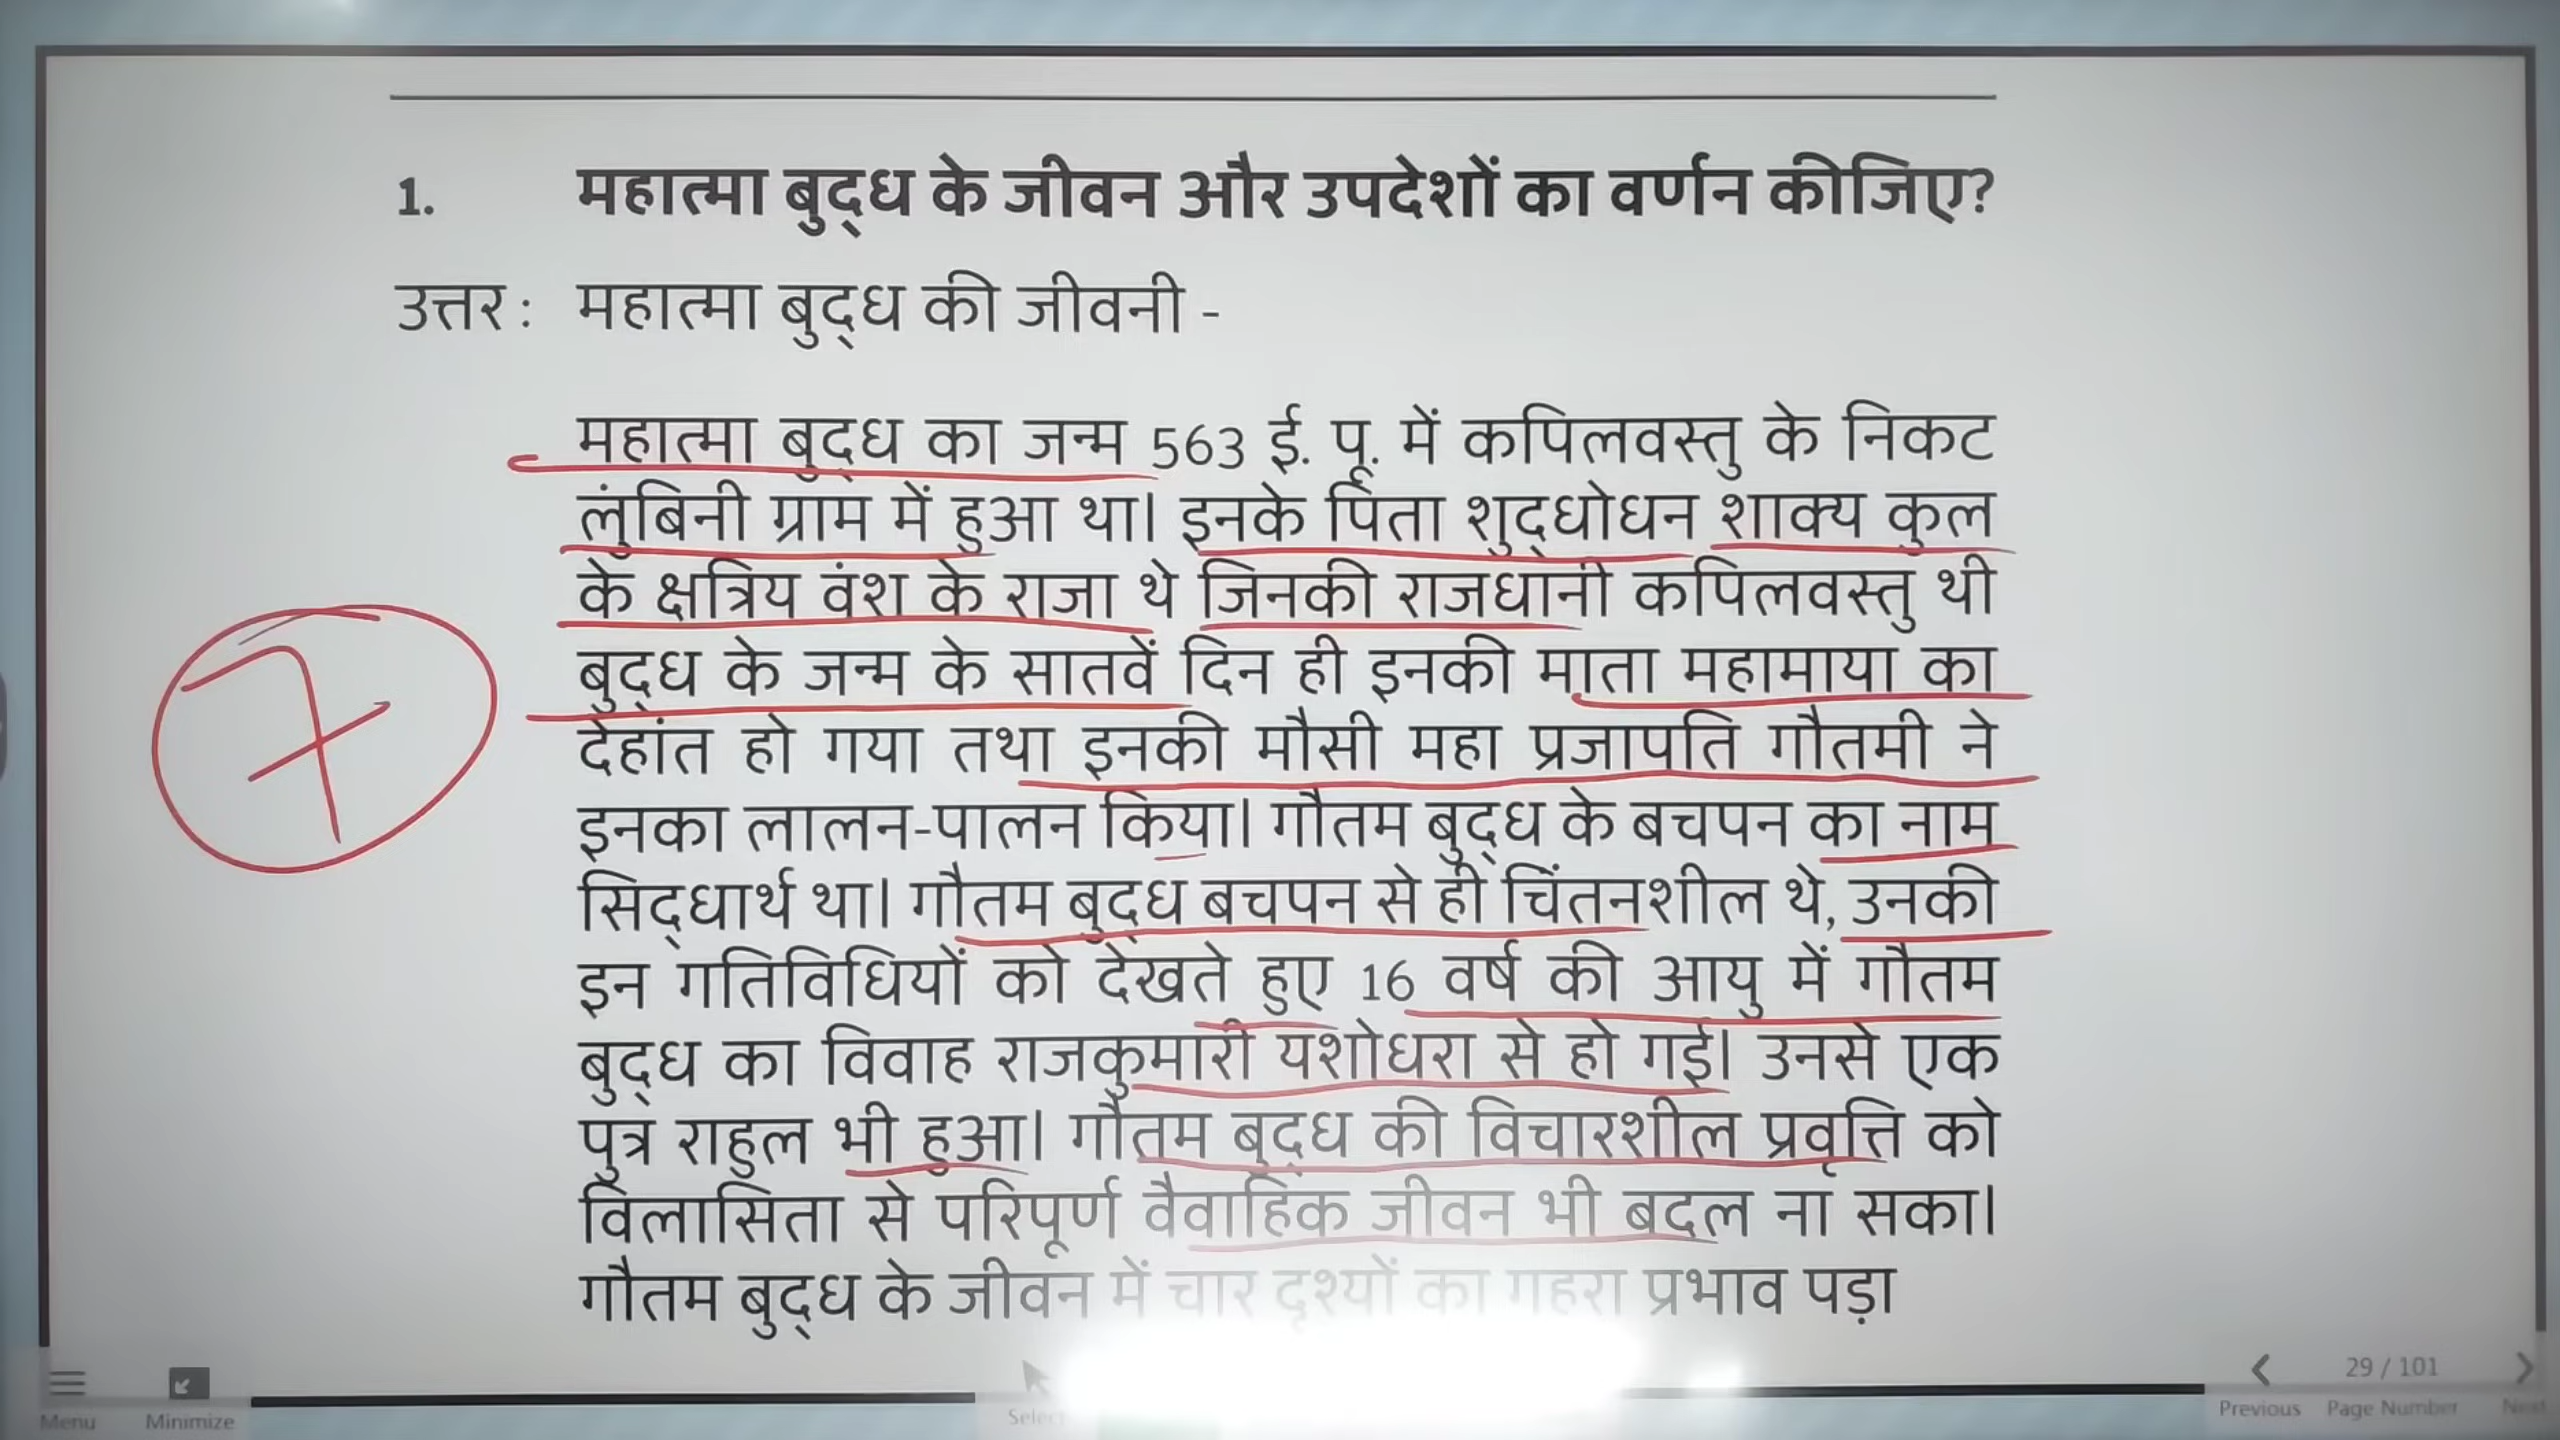 1. महात्मा बुद्ध के जीवन और उपदेशों का वर्णन कीजिए?
उत्तर : महात्मा बुद्ध की जीवनी -
महात्मा बुद्ध का जन्म 563 ई. पू. में कपिलवस्तु के निकट
लुंबिनी ग्राम में हुआ था। इनके पिता शुद्धोधन शाक्य कुल
के क्षत्रिय वंश के राजा थे जिनकी राजधानी कपिलवस्तु थी
बुद्ध के जन्म के सातवें दिन ही इनकी माता महामाया का
देहांत हो गया तथा इनकी मौसी महा प्रजापति गौतमी ने
इनका लालन-पालन किया। गौतम बुद्ध के बचपन का नाम
सिद्धार्थ था। गौतम बुद्ध बचपन से ही चिंतनशील थे, उनकी
इन गतिविधियों को देखते हुए 16 वर्ष की आयु में गौतम
बुद्ध का विवाह राजकुमारी यशोधरा से हो गई। उनसे एक
पुत्र राहुल भी हुआ। गौतम बुद्ध की विचारशील प्रवृत्ति को
विलासिता से परिपूर्ण वैवाहिक जीवन भी बदल ना सका।
गौतम बुद्ध के जीवन में चार दृश्यों का गहरा प्रभाव पड़ा
7
Menu Minimize Select Previous 29 / 101 Page Number Next